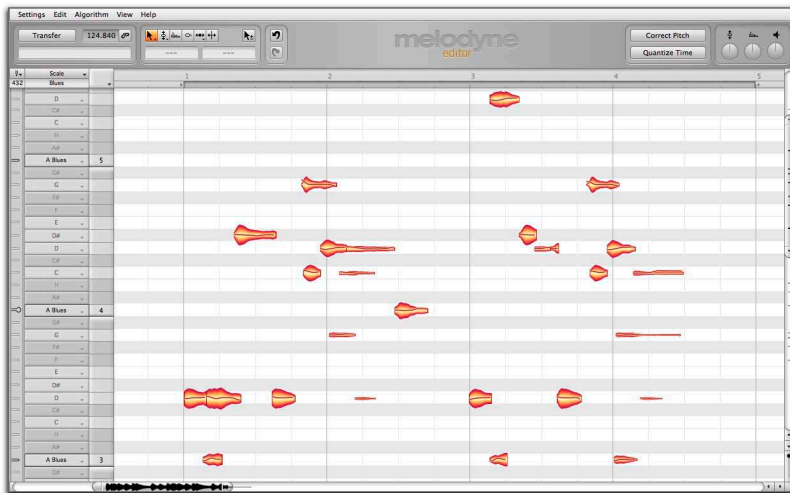 Settings Edit Algorithm View Help
Transfer 124.840
melodyne
editor
Correct Pitch
Quantize Time
--- ---
Scale
432 Blues
1 2 3 4 5
D
C#
C
H
A#
A Blues 5
G#
G
F#
F
E
D#
D
C#
C
H
A#
A Blues 4
G#
G
F#
F
E
D#
D
C#
C
H
A#
A Blues 3
G#